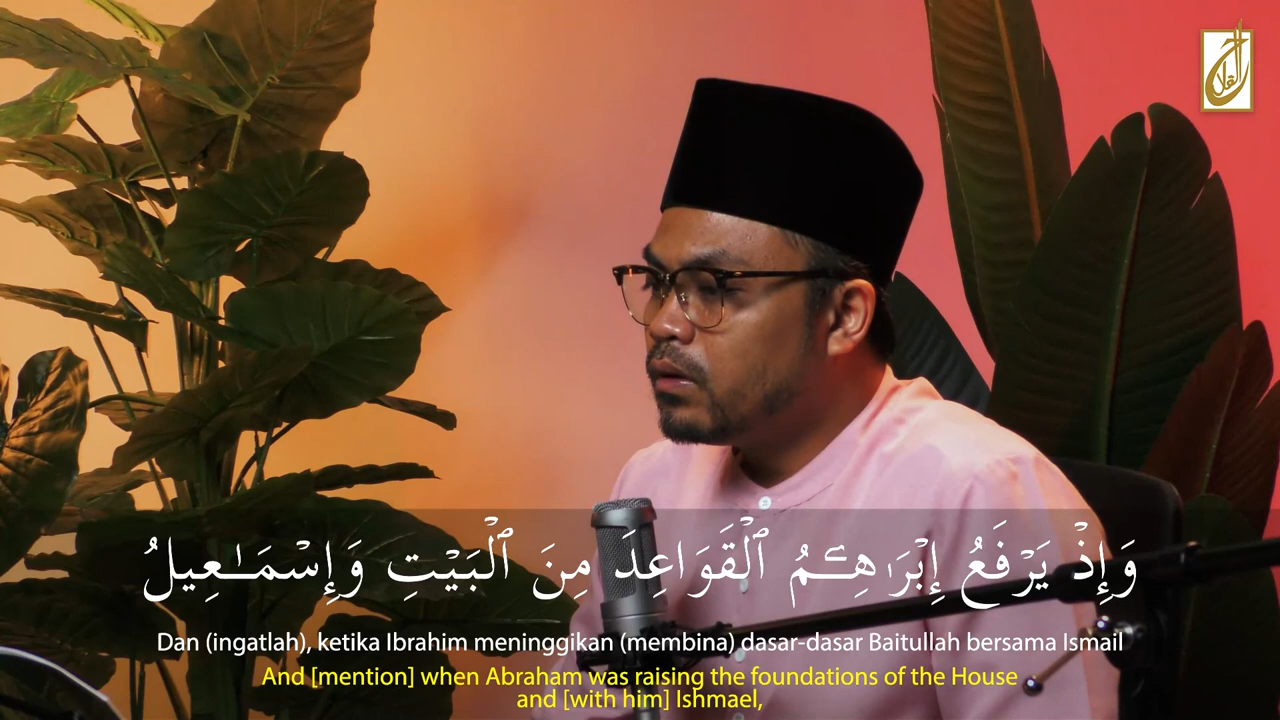 العلاج
وَإِذْ يَرْفَعُ إِبْرَٰهِـۧمُ ٱلْقَوَاعِدَ مِنَ ٱلْبَيْتِ وَإِسْمَـٰعِيلُ
Dan (ingatlah), ketika Ibrahim meninggikan (membina) dasar-dasar Baitullah bersama Ismail
And [mention] when Abraham was raising the foundations of the House
and [with him] Ishmael,